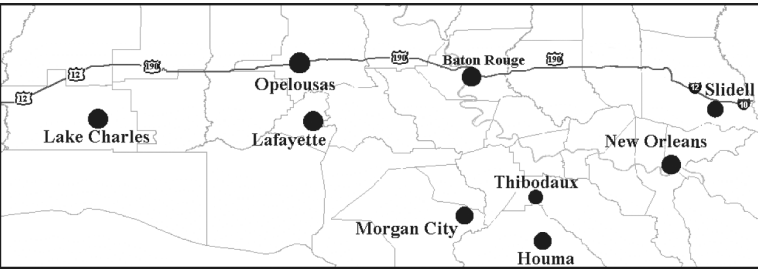 190
190
Baton Rouge
190
12
190
Opelousas
12
12
Slidell
10
Lake Charles
Lafayette
New Orleans
Thibodaux
Morgan City
Houma